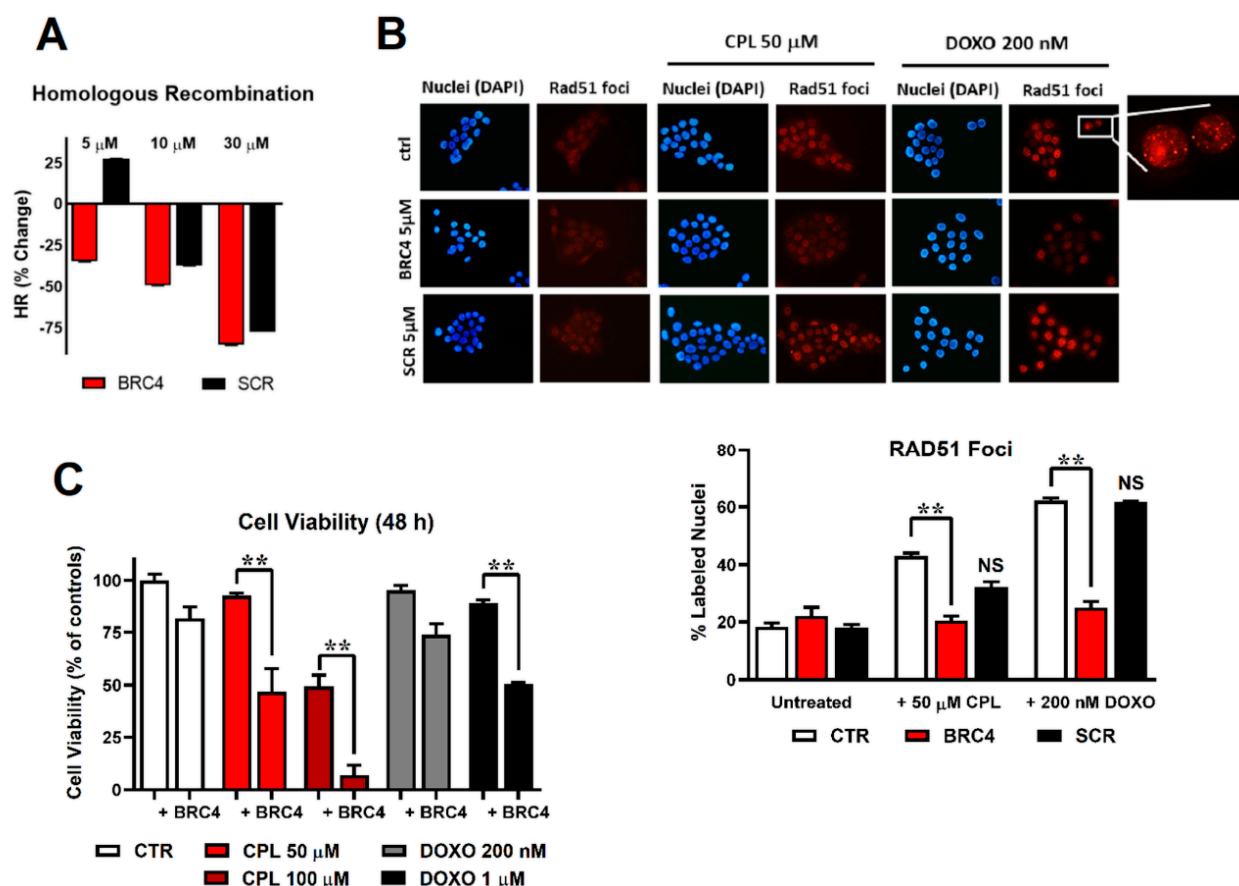 A
Homologous Recombination
5 μM 10 μM 30 μM
HR (% Change)
25
0
-25
-50
-75
BRC4 SCR
B
CPL 50 μM DOXO 200 nM
Nuclei (DAPI) Rad51 foci Nuclei (DAPI) Rad51 foci Nuclei (DAPI) Rad51 foci
ctrl
BRC4 5μM
SCR 5μM
C
Cell Viability (48 h)
Cell Viability (% of controls)
100
75
50
25
0
** ** **
+ BRC4 + BRC4 + BRC4 + BRC4 + BRC4
CTR CPL 50 μM DOXO 200 nM
CPL 100 μM DOXO 1 μM
RAD51 Foci
% Labeled Nuclei
80
60
40
20
0
** NS ** NS
Untreated + 50 μM CPL + 200 nM DOXO
CTR BRC4 SCR